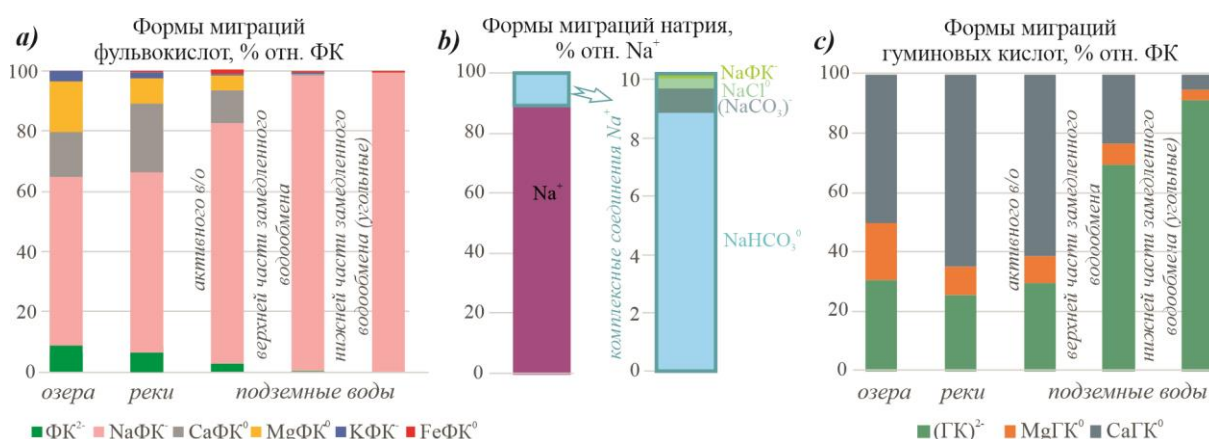 a)
Формы миграций
фульвокислот, % отн. ФК
100
80
60
40
20
0
активного в/о
верхней части замедленного
водообмена
нижней части замедленного
водообмена (угольные)
озера
реки
подземные воды
ФК²⁻
NaФК⁻
CaФК⁰
MgФК⁰
KФК⁻
FeФК⁰
b)
Формы миграций натрия,
% отн. Na⁺
100
80
60
40
20
0
Na⁺
комплексные соединения Na⁺
10
8
6
4
2
0
NaФК⁻
NaCl⁰
(NaCO₃)⁻
NaHCO₃⁰
c)
Формы миграций
гуминовых кислот, % отн. ФК
100
80
60
40
20
0
активного в/о
верхней части замедленного
водообмена
нижней части замедленного
водообмена (угольные)
озера
реки
подземные воды
(ГК)²⁻
MgГК⁰
CaГК⁰